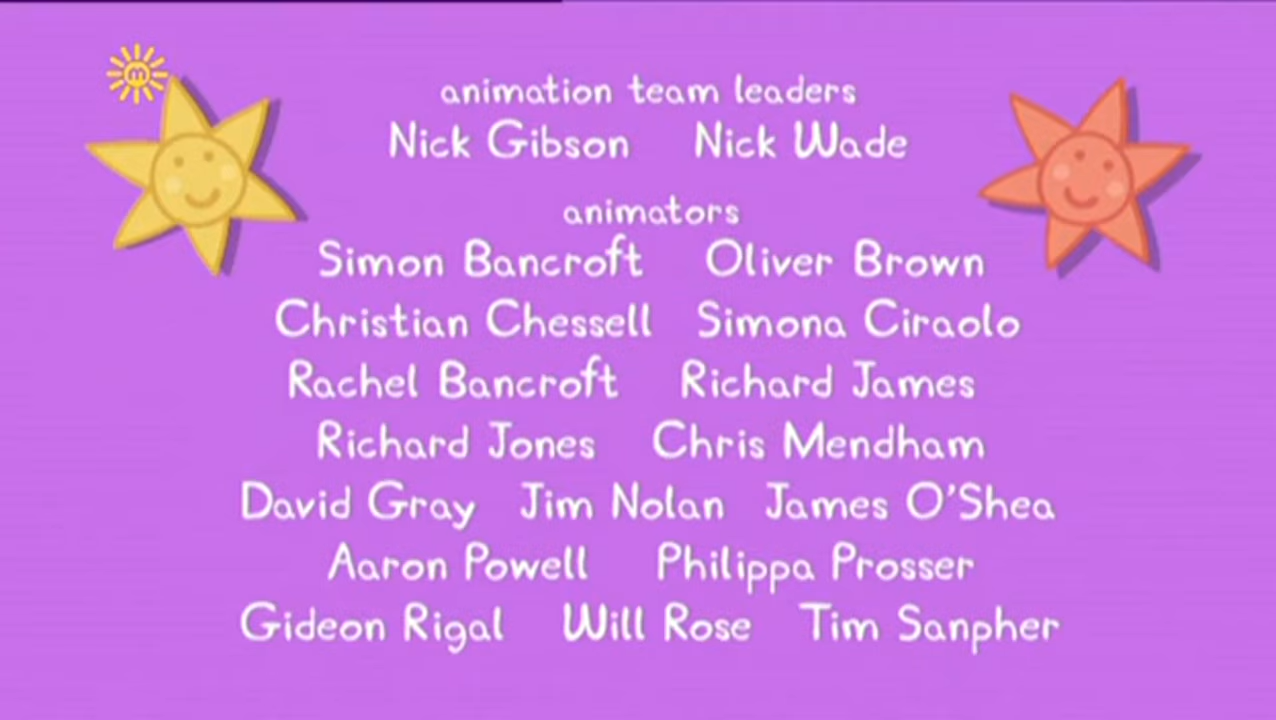 m
animation team leaders
Nick Gibson Nick Wade
animators
Simon Bancroft Oliver Brown
Christian Chessell Simona Ciraolo
Rachel Bancroft Richard James
Richard Jones Chris Mendham
David Gray Jim Nolan James O'Shea
Aaron Powell Philippa Prosser
Gideon Rigal Will Rose Tim Sanpher